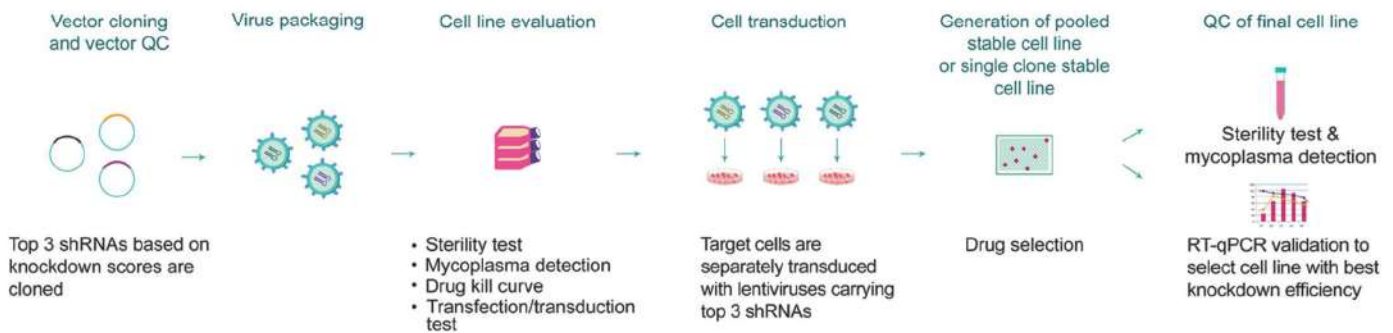 Vector cloning
and vector QC
Virus packaging
Cell line evaluation
Cell transduction
Generation of pooled
stable cell line
or single clone stable
cell line
QC of final cell line
Sterility test &
mycoplasma detection
Top 3 shRNAs based on
knockdown scores are
cloned
• Sterility test
• Mycoplasma detection
• Drug kill curve
• Transfection/transduction
test
Target cells are
separately transduced
with lentiviruses carrying
top 3 shRNAs
Drug selection
RT-qPCR validation to
select cell line with best
knockdown efficiency